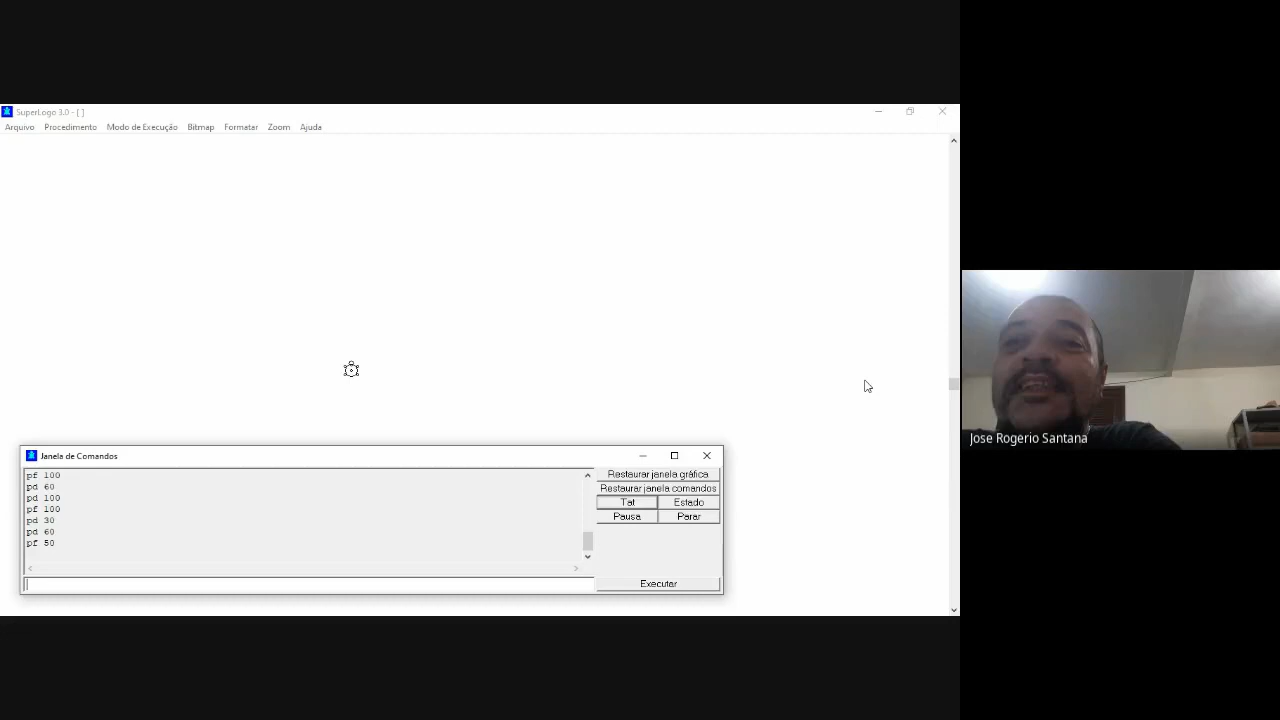 SuperLogo 3.0 - [ ]
Arquivo Procedimento Modo de Execução Bitmap Formatar Zoom Ajuda
Janela de Comandos
pf 100
pd 60
pd 100
pf 100
pd 30
pd 60
pf 50
Restaurar janela gráfica
Restaurar janela comandos
Tat Estado
Pausa Parar
Executar
Jose Rogerio Santana